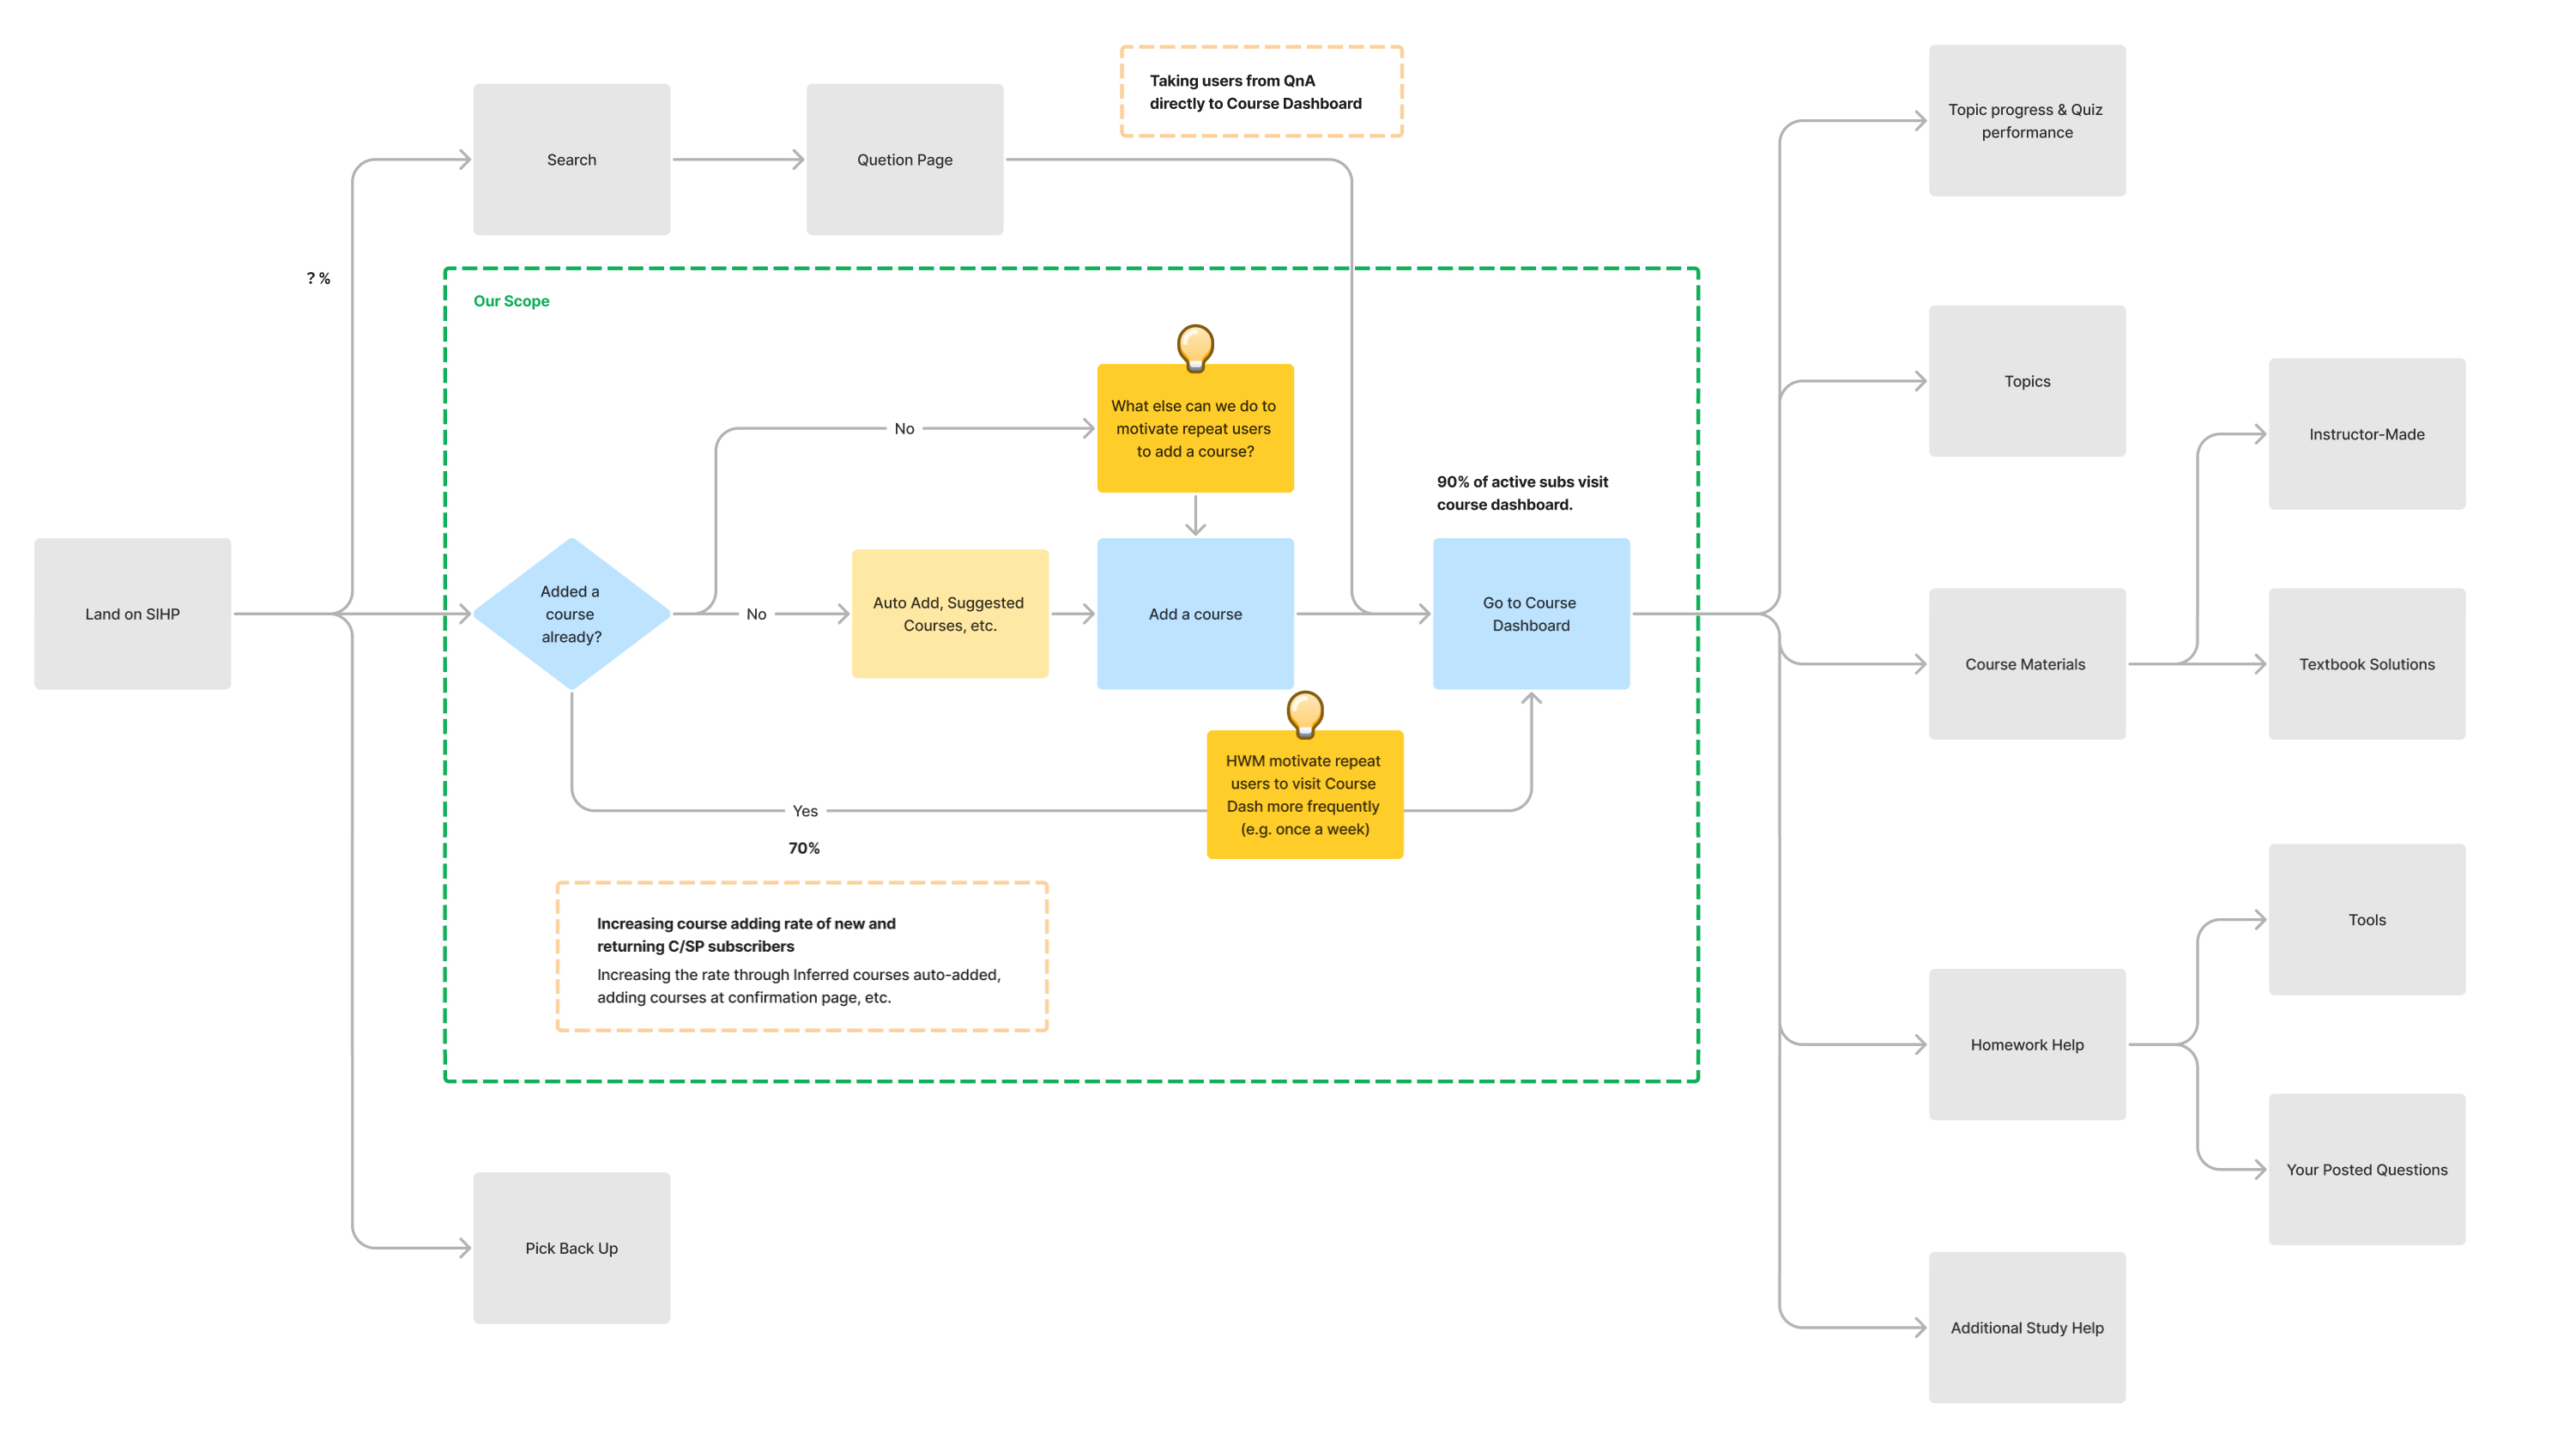 Taking users from QnA
directly to Course Dashboard
Search
Quetion Page
Topic progress & Quiz
performance
? %
Our Scope
What else can we do to
motivate repeat users
to add a course?
No
Topics
Instructor-Made
90% of active subs visit
course dashboard.
Land on SIHP
Added a
course
already?
No
Auto Add, Suggested
Courses, etc.
Add a course
Go to Course
Dashboard
Course Materials
Textbook Solutions
HWM motivate repeat
users to visit Course
Dash more frequently
(e.g. once a week)
Yes
70%
Increasing course adding rate of new and
returning C/SP subscribers
Increasing the rate through Inferred courses auto-added,
adding courses at confirmation page, etc.
Tools
Homework Help
Your Posted Questions
Pick Back Up
Additional Study Help